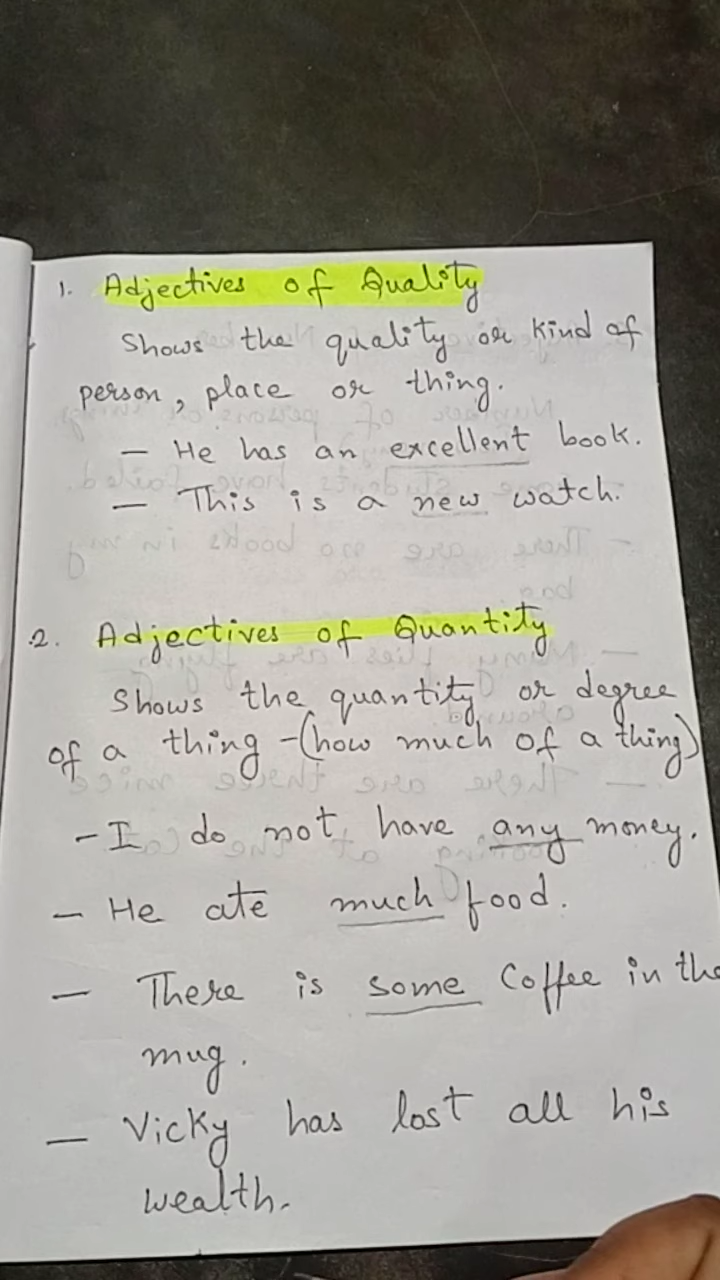 1. Adjectives of Quality
Shows the quality or kind of
person, place or thing.
– He has an excellent book.
– This is a new watch.
2. Adjectives of Quantity
Shows the quantity or degree
of a thing - (how much of a thing)
– I do not have any money.
– He ate much food.
– There is some Coffee in the
mug.
– Vicky has lost all his
wealth.